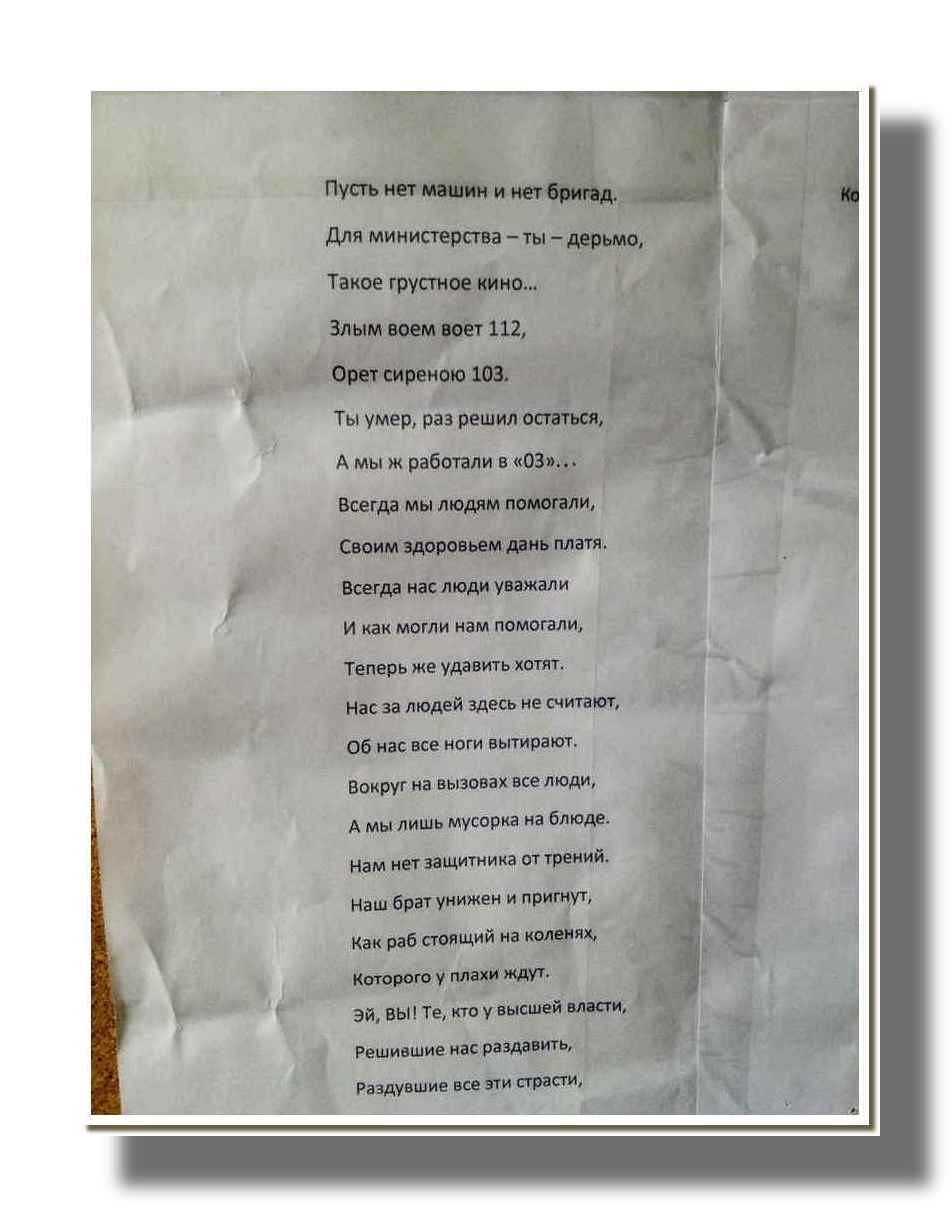 Пусть нет машин и нет бригад.
Ко
Для министерства – ты – дерьмо,
Такое грустное кино...
Злым воем воет 112,
Орет сиреною 103.
Ты умер, раз решил остаться,
А мы ж работали в «03»...
Всегда мы людям помогали,
Своим здоровьем дань платя.
Всегда нас люди уважали
И как могли нам помогали,
Теперь же удавить хотят.
Нас за людей здесь не считают,
Об нас все ноги вытирают.
Вокруг на вызовах все люди,
А мы лишь мусорка на блюде.
Нам нет защитника от трений.
Наш брат унижен и пригнут,
Как раб стоящий на коленях,
Которого у плахи ждут.
Эй, ВЫ! Те, кто у высшей власти,
Решившие нас раздавить,
Раздувшие все эти страсти,